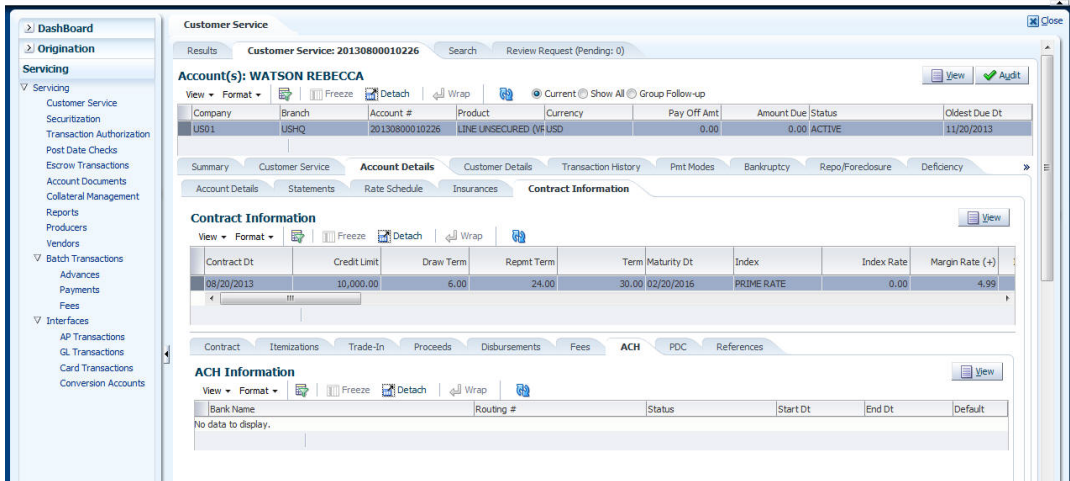 Close
DashBoard
Origination
Servicing
Servicing
Customer Service
Securitization
Transaction Authorization
Post Date Checks
Escrow Transactions
Account Documents
Collateral Management
Reports
Producers
Vendors
Batch Transactions
Advances
Payments
Fees
Interfaces
AP Transactions
GL Transactions
Card Transactions
Conversion Accounts
Customer Service
Results Customer Service: 20130800010226 Search Review Request (Pending: 0)
Account(s): WATSON REBECCA View Audit
View Format Freeze Detach Wrap Current Show All Group Follow-up
Company Branch Account # Product Currency Pay Off Amt Amount Due Status Oldest Due Dt
US01 USHQ 20130800010226 LINE UNSECURED (VR USD 0.00 0.00 ACTIVE 11/20/2013
Summary Customer Service Account Details Customer Details Transaction History Pmt Modes Bankruptcy Repo/Foreclosure Deficiency »
Account Details Statements Rate Schedule Insurances Contract Information
Contract Information View
View Format Freeze Detach Wrap
Contract Dt Credit Limit Draw Term Repmt Term Term Maturity Dt Index Index Rate Margin Rate (+)
08/20/2013 10,000.00 6.00 24.00 30.00 02/20/2016 PRIME RATE 0.00 4.99
Contract Itemizations Trade-In Proceeds Disbursements Fees ACH PDC References
ACH Information View
View Format Freeze Detach Wrap
Bank Name Routing # Status Start Dt End Dt Default
No data to display.